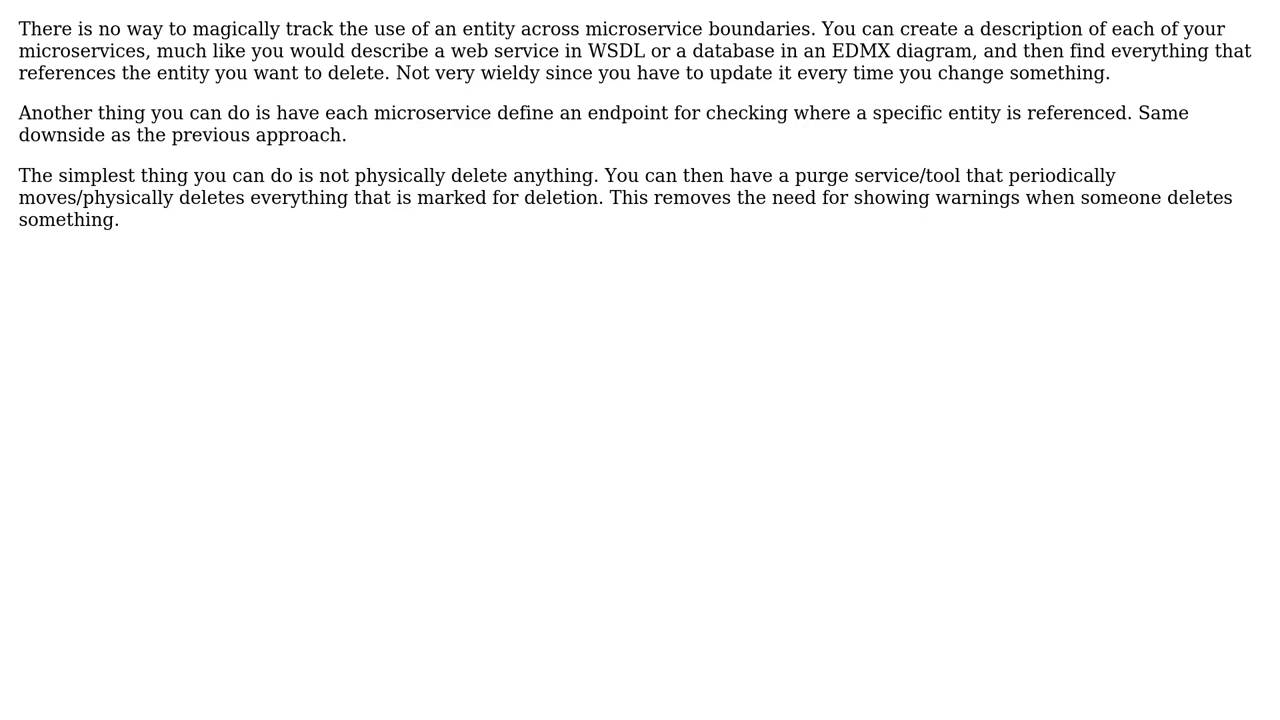 There is no way to magically track the use of an entity across microservice boundaries. You can create a description of each of your
microservices, much like you would describe a web service in WSDL or a database in an EDMX diagram, and then find everything that
references the entity you want to delete. Not very wieldy since you have to update it every time you change something.
Another thing you can do is have each microservice define an endpoint for checking where a specific entity is referenced. Same
downside as the previous approach.
The simplest thing you can do is not physically delete anything. You can then have a purge service/tool that periodically
moves/physically deletes everything that is marked for deletion. This removes the need for showing warnings when someone deletes
something.